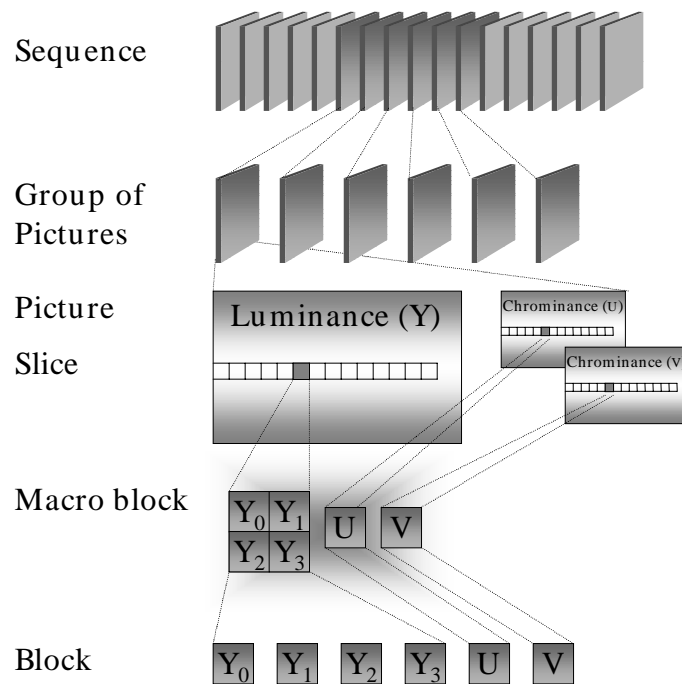 Sequence
Group of
Pictures
Picture
Luminance (Y)
Chrominance (U)
Slice
Chrominance (V
Macro block
Y0 Y1
U
V
Y2 Y3
Block
Y0
Y1
Y2
Y3
U
V